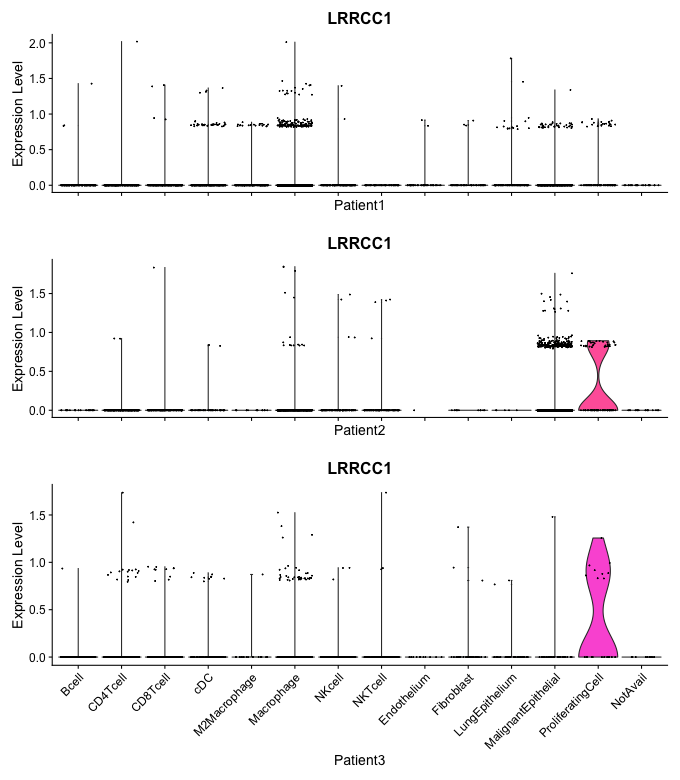 LRRCC1
Expression Level
2.0
1.5
1.0
0.5
0.0
Patient1
LRRCC1
Expression Level
1.5
1.0
0.5
0.0
Patient2
LRRCC1
Expression Level
1.5
1.0
0.5
0.0
Bcell
CD4Tcell
CD8Tcell
cDC
M2Macrophage
Macrophage
NKcell
NKTcell
Endothelium
Fibroblast
LungEpithelium
MalignantEpithelial
ProliferatingCell
NotAvail
Patient3